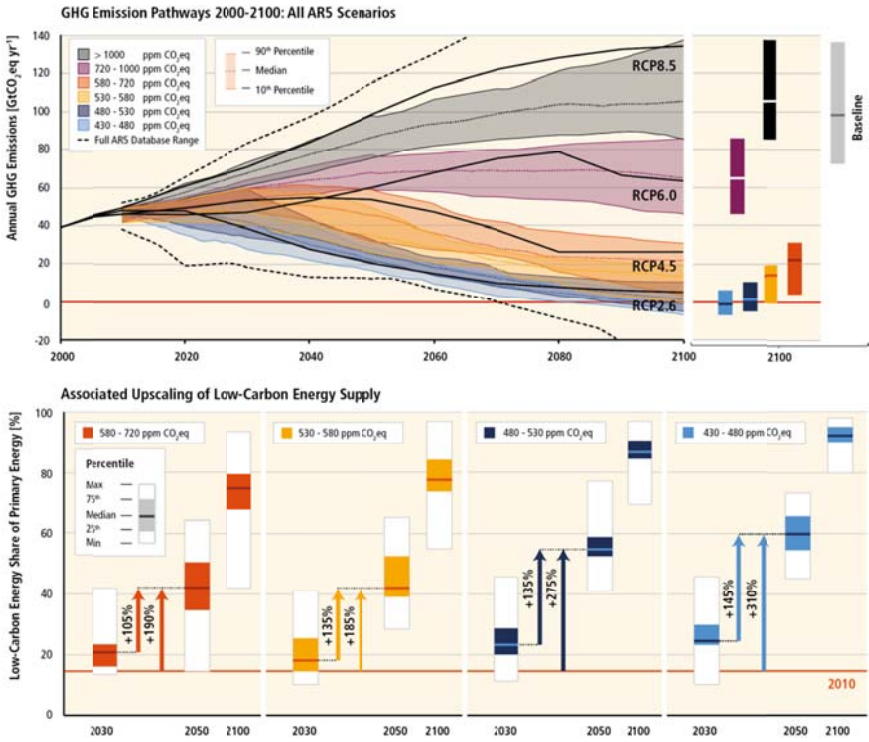 GHG Emission Pathways 2000-2100: All AR5 Scenarios
Annual GHG Emissions [GtCO₂eq yr⁻¹]
140
120
100
80
60
40
20
0
-20
> 1000 ppm CO₂eq
720 - 1000 ppm CO₂eq
580 - 720 ppm CO₂eq
530 - 580 ppm CO₂eq
480 - 530 ppm CO₂eq
430 - 480 ppm CO₂eq
Full AR5 Database Range
90th Percentile
Median
10th Percentile
RCP8.5
RCP6.0
RCP4.5
RCP2.6
Baseline
2000
2020
2040
2060
2080
2100
2100
Associated Upscaling of Low-Carbon Energy Supply
Low-Carbon Energy Share of Primary Energy [%]
100
80
60
40
20
0
580 - 720 ppm CO₂eq
Percentile
Max
75th
Median
25th
Min
+105%
+190%
2030
2050
2100
530 - 580 ppm CO₂eq
+135%
+185%
2030
2050
2100
480 - 530 ppm CO₂eq
+135%
+275%
2030
2050
2100
430 - 480 ppm CO₂eq
+145%
+310%
2010
2030
2050
2100